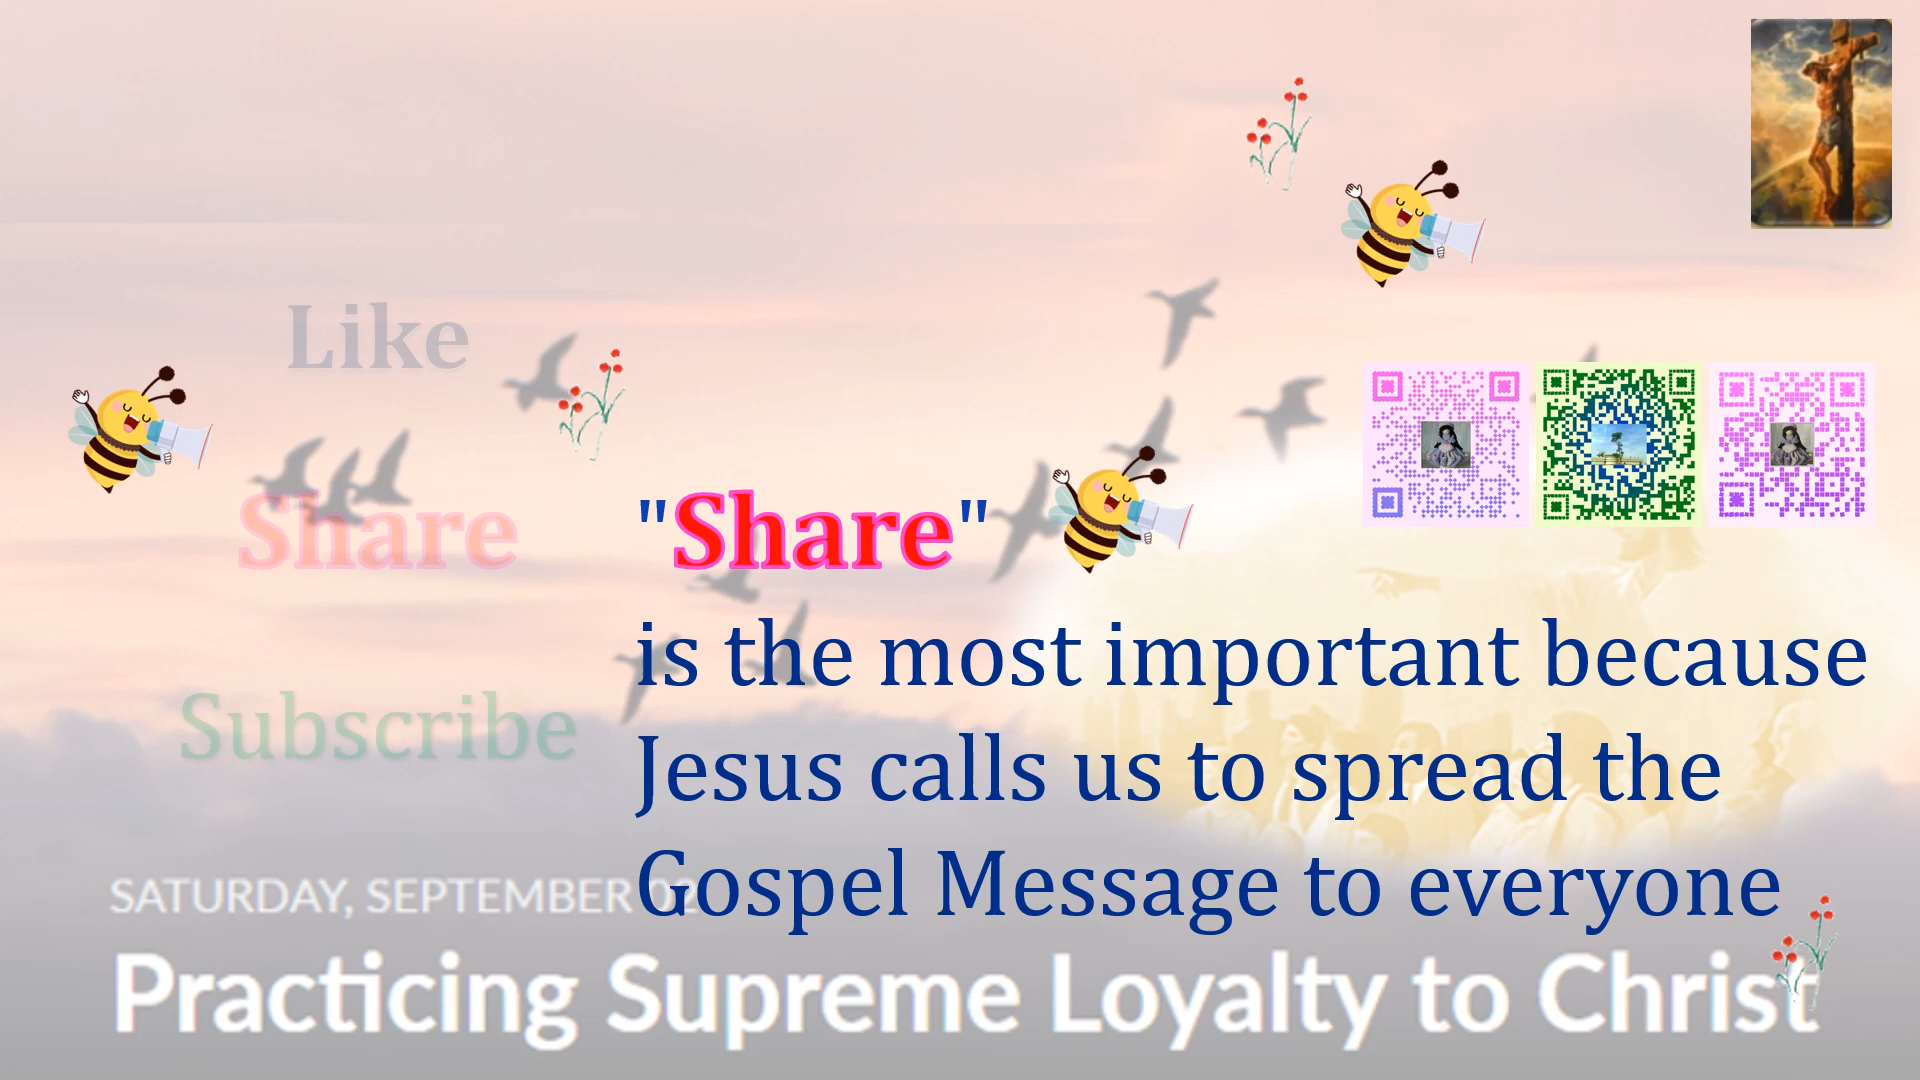 Like
Share
Subscribe
"Share"
is the most important because
Jesus calls us to spread the
Gospel Message to everyone
SATURDAY, SEPTEMBER 02
Practicing Supreme Loyalty to Christ